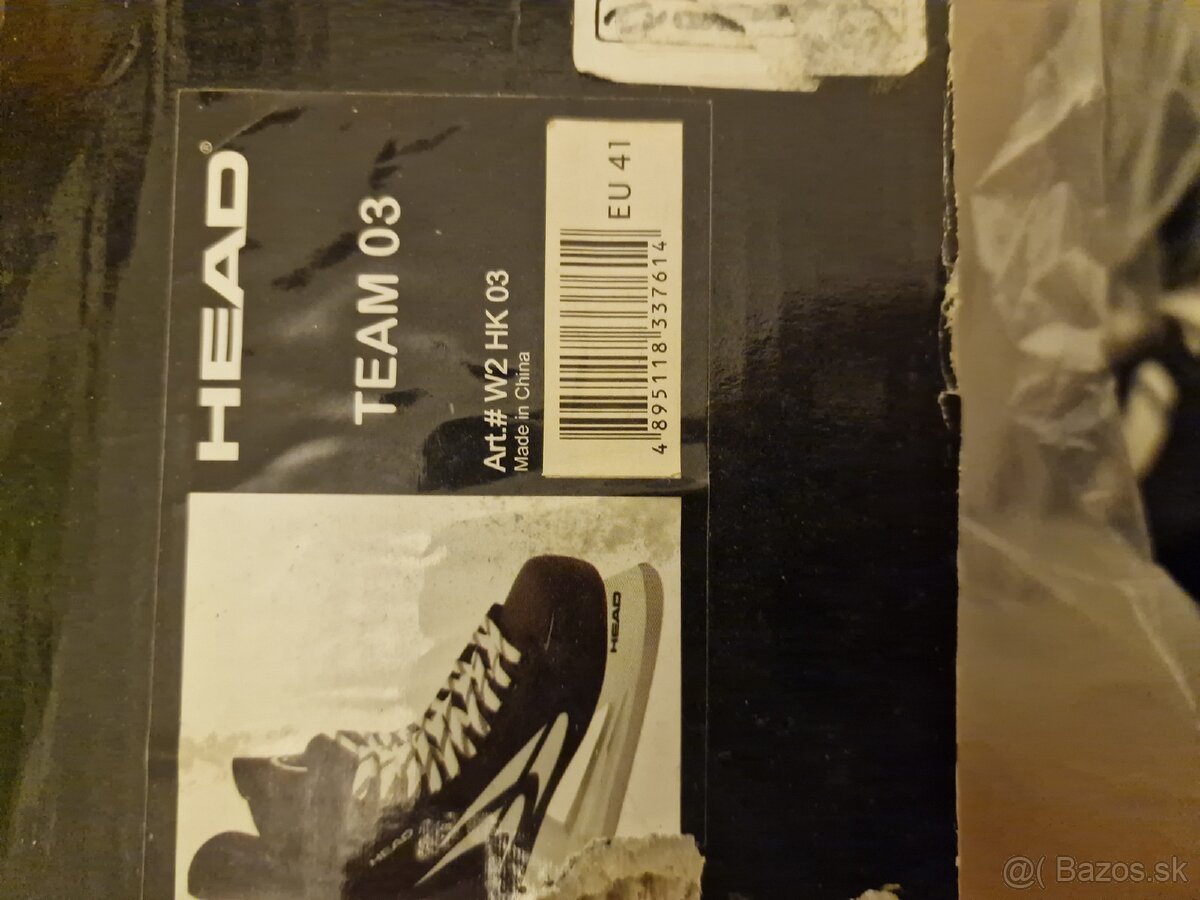 HEAD®
TEAM 03
Art.# W2 HK 03
Made in China
EU 41
4 895118 337614
HEAD
HEAD
@( Bazos.sk